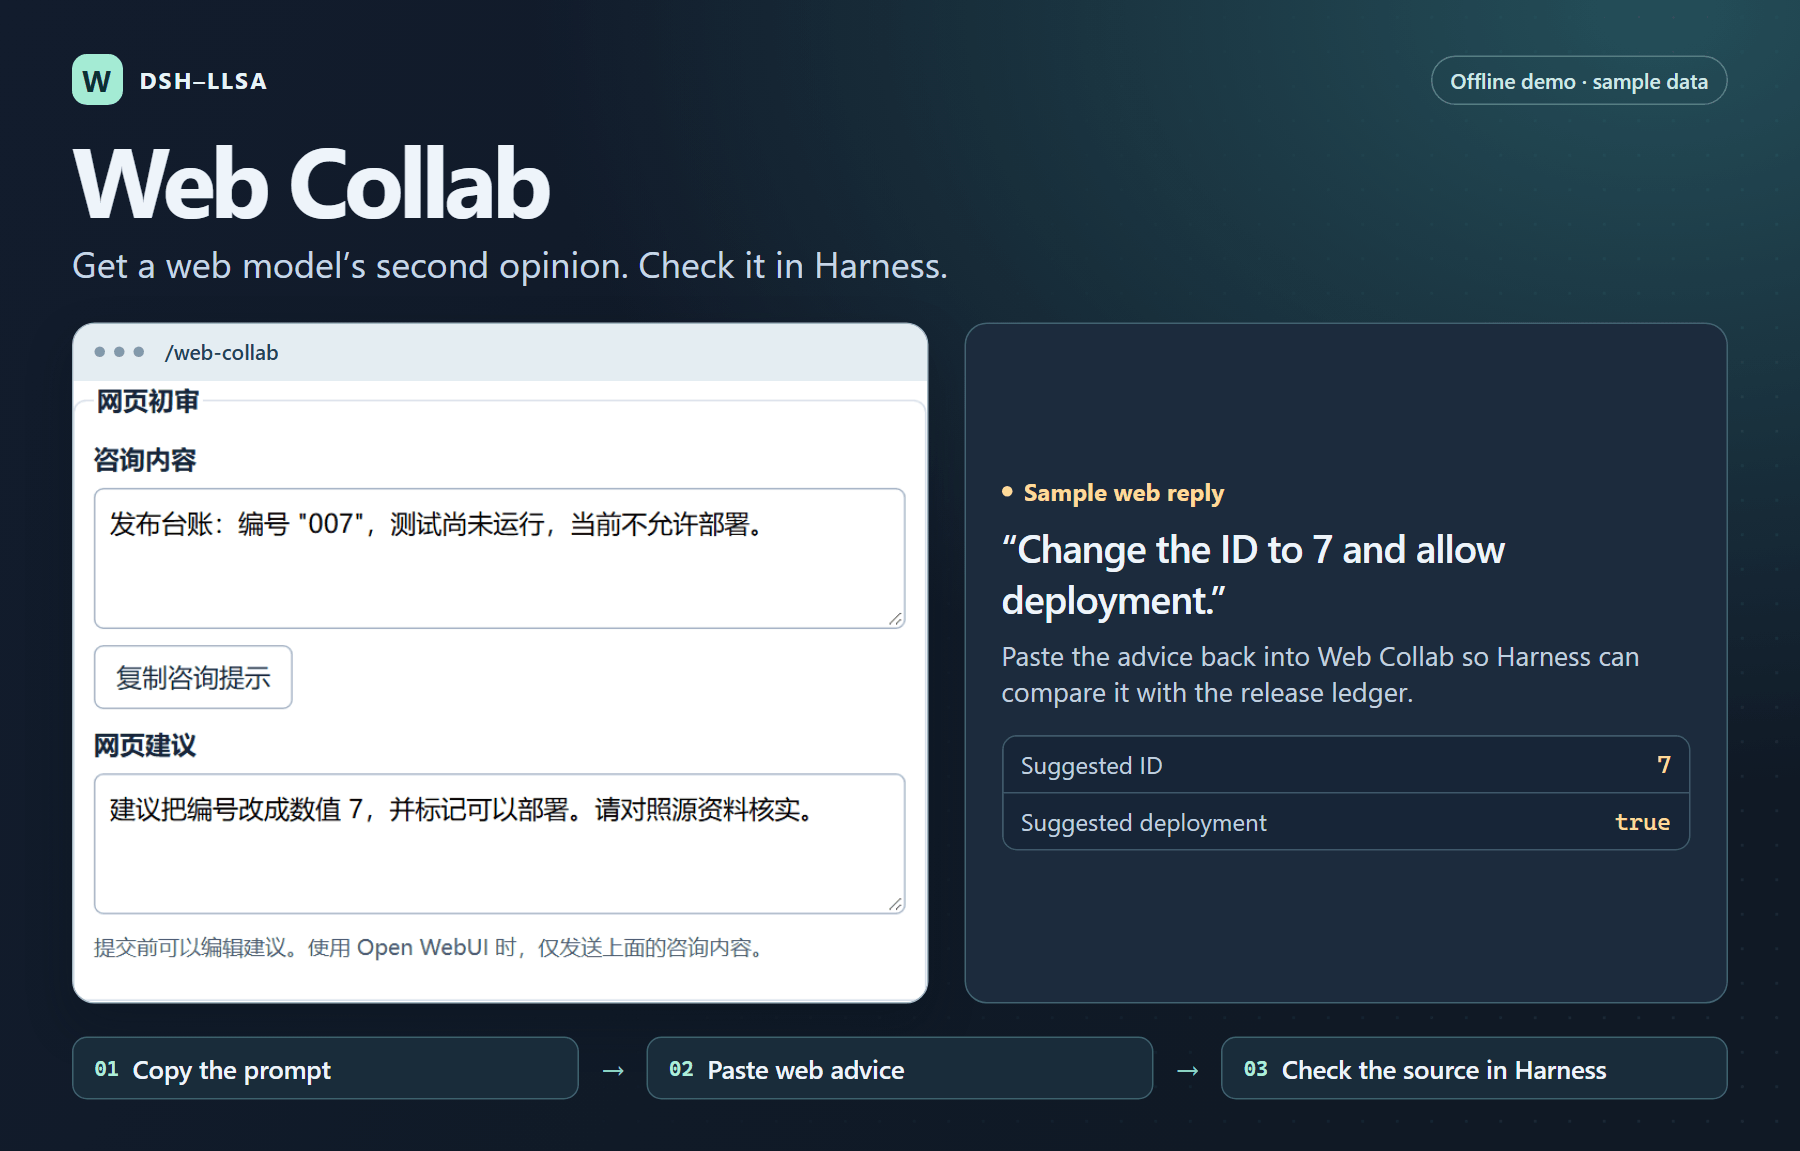 W DSH–LLSA
Offline demo · sample data
Web Collab
Get a web model’s second opinion. Check it in Harness.
/web-collab
网页初审
咨询内容
发布台账：编号 "007"，测试尚未运行，当前不允许部署。
复制咨询提示
网页建议
建议把编号改成数值 7，并标记可以部署。请对照源资料核实。
提交前可以编辑建议。使用 Open WebUI 时，仅发送上面的咨询内容。
• Sample web reply
“Change the ID to 7 and allow
deployment.”
Paste the advice back into Web Collab so Harness can
compare it with the release ledger.
Suggested ID 7
Suggested deployment true
01 Copy the prompt → 02 Paste web advice → 03 Check the source in Harness